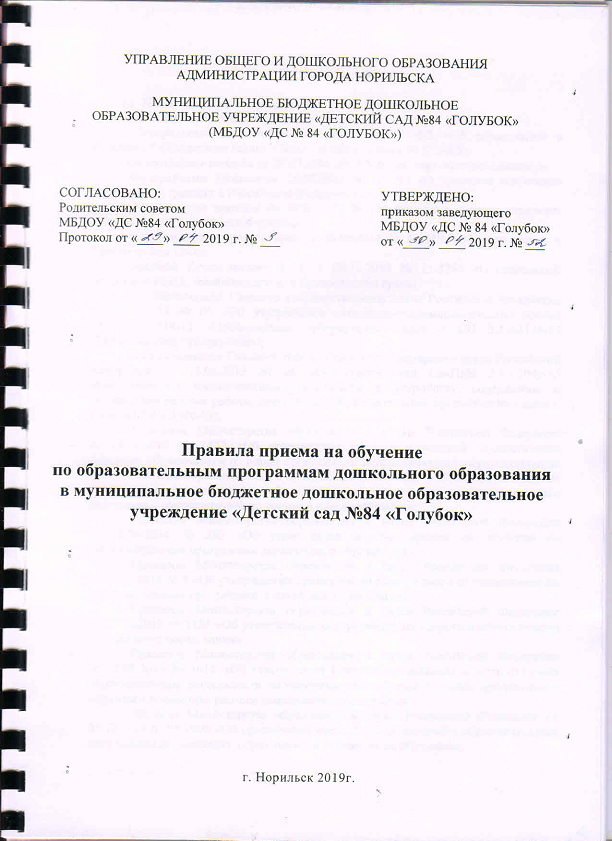 УПРАВЛЕНИЕ ОБЩЕГО И ДОШКОЛЬНОГО ОБРАЗОВАНИЯ
АДМИНИСТРАЦИИ ГОРОДА НОРИЛЬСКА
МУНИЦИПАЛЬНОЕ БЮДЖЕТНОЕ ДОШКОЛЬНОЕ
ОБРАЗОВАТЕЛЬНОЕ УЧРЕЖДЕНИЕ «ДЕТСКИЙ САД №84 «ГОЛУБОК»
(МБДОУ «ДС № 84 «ГОЛУБОК»)
СОГЛАСОВАНО:
Родительским советом
МБДОУ «ДС №84 «Голубок»
Протокол от «29» 04 2019 г. №
УТВЕРЖДЕНО:
приказом заведующего
МБДОУ «ДС № 84 «Голубок»
от «30» 04 2019 г. № 52
Правила приема на обучение
по образовательным программам дошкольного образования
в муниципальное бюджетное дошкольное образовательное
учреждение «Детский сад №84 «Голубок»
г. Норильск 2019г.